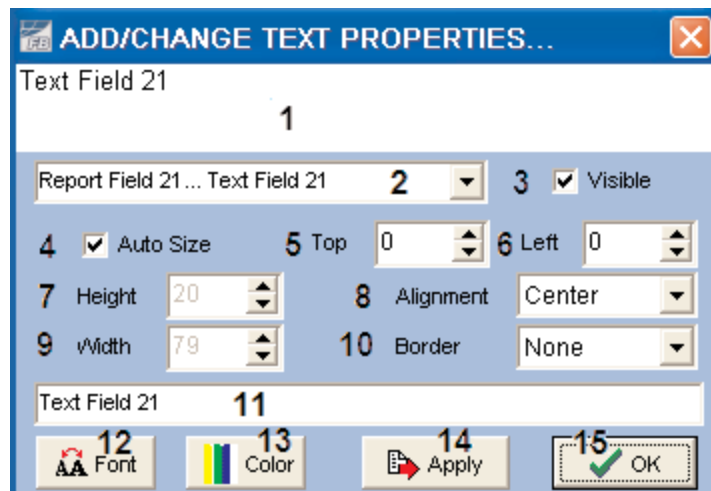 FB ADD/CHANGE TEXT PROPERTIES...
Text Field 21
1
Report Field 21 ... Text Field 21 2 3 Visible
4 Auto Size 5 Top 0 6 Left 0
7 Height 20 8 Alignment Center
9 Width 79 10 Border None
Text Field 21 11
12 13 14 15
AA Font Color Apply OK